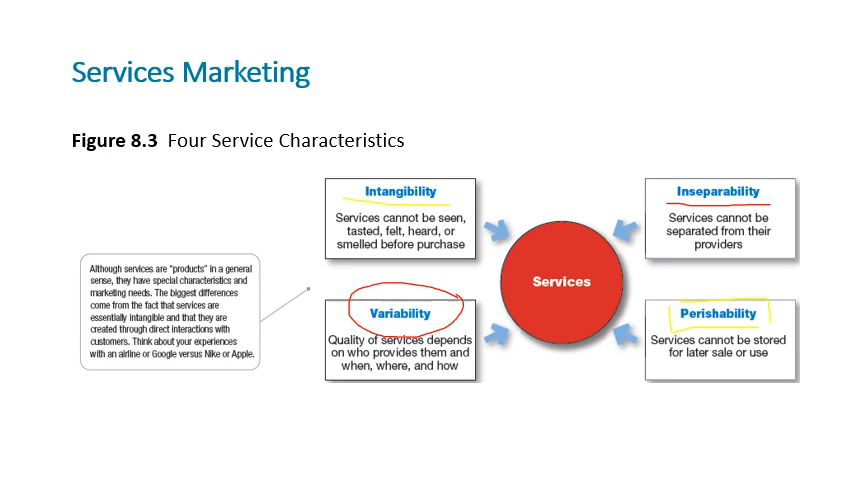 Services Marketing
Figure 8.3 Four Service Characteristics
Although services are “products” in a general
sense, they have special characteristics and
marketing needs. The biggest differences
come from the fact that services are
essentially intangible and that they are
created through direct interactions with
customers. Think about your experiences
with an airline or Google versus Nike or Apple.
Intangibility
Services cannot be seen,
tasted, felt, heard, or
smelled before purchase
Variability
Quality of services depends
on who provides them and
when, where, and how
Services
Inseparability
Services cannot be
separated from their
providers
Perishability
Services cannot be stored
for later sale or use